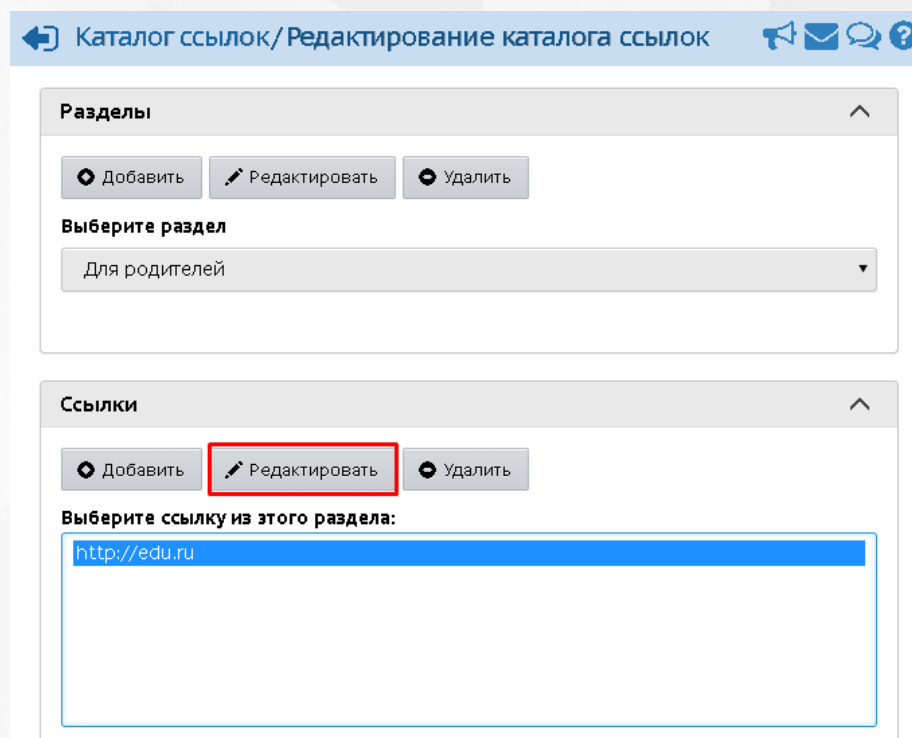 Каталог ссылок/Редактирование каталога ссылок
Разделы
Добавить Редактировать Удалить
Выберите раздел
Для родителей
Ссылки
Добавить Редактировать Удалить
Выберите ссылку из этого раздела:
http://edu.ru